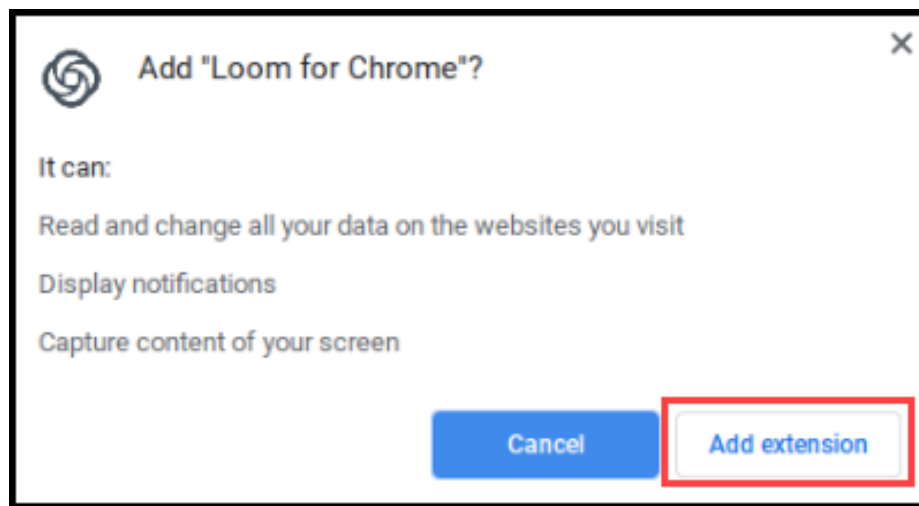 Add "Loom for Chrome"?
It can:
Read and change all your data on the websites you visit
Display notifications
Capture content of your screen
Cancel
Add extension